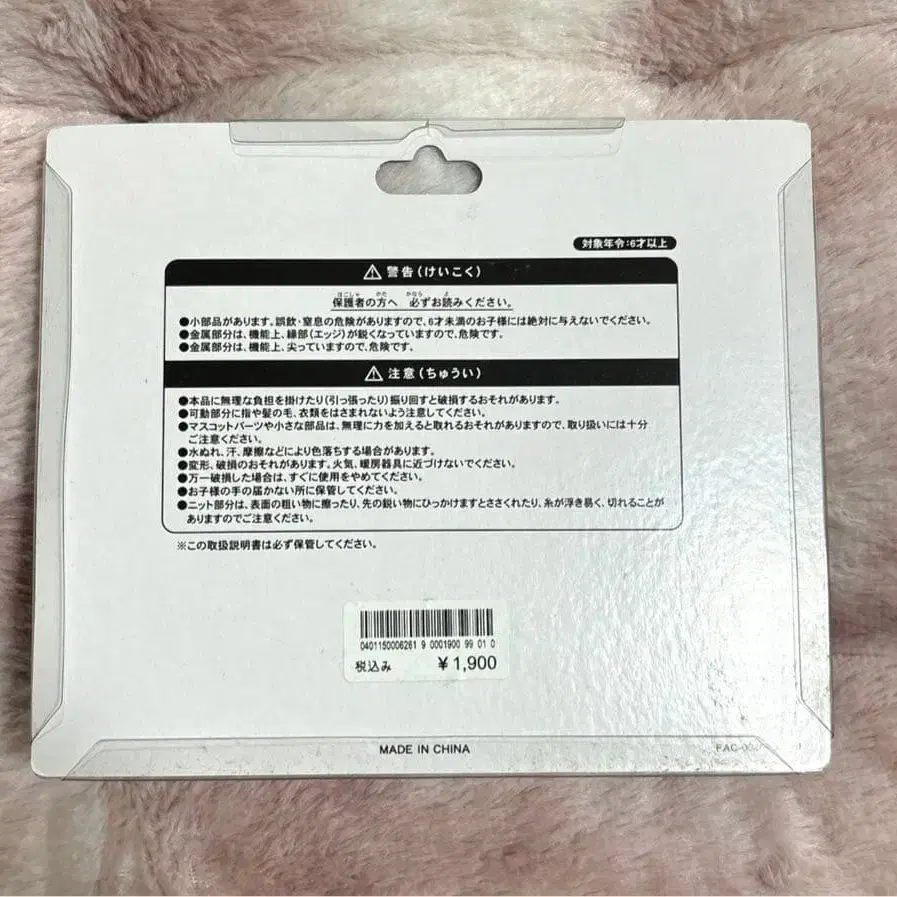 対象年令:6才以上
⚠警告(けいこく)
保護者の方へ 必ずお読みください。
●小部品があります。誤飲・窒息の危険がありますので、6才未満のお子様には絶対に与えないでください。
●金属部分は、機能上、縁部(エッジ)が鋭くなっていますので、危険です。
●金属部分は、機能上、尖っていますので、危険です。
⚠注意(ちゅうい)
●本品に無理な負担を掛けたり(引っ張ったり)振り回すと破損するおそれがあります。
●可動部分に指や髪の毛、衣類をはさまれないよう注意してください。
●マスコットパーツや小さな部品は、無理に力を加えると取れるおそれがありますので、取り扱いには十分
ご注意ください。
●水ぬれ、汗、摩擦などにより色落ちする場合があります。
●変形、破損のおそれがあります。火気、暖房器具に近づけないでください。
●万一破損した場合は、すぐに使用をやめてください。
●お子様の手の届かない所に保管してください。
●ニット部分は、表面の粗い物に擦ったり、先の鋭い物にひっかけますとささくれたり、糸が浮き易く、切れることが
ありますのでご注意ください。
※この取扱説明書は必ず保管してください。
0401150006261 9 0001900 99 01 0
税込み ¥1,900
MADE IN CHINA